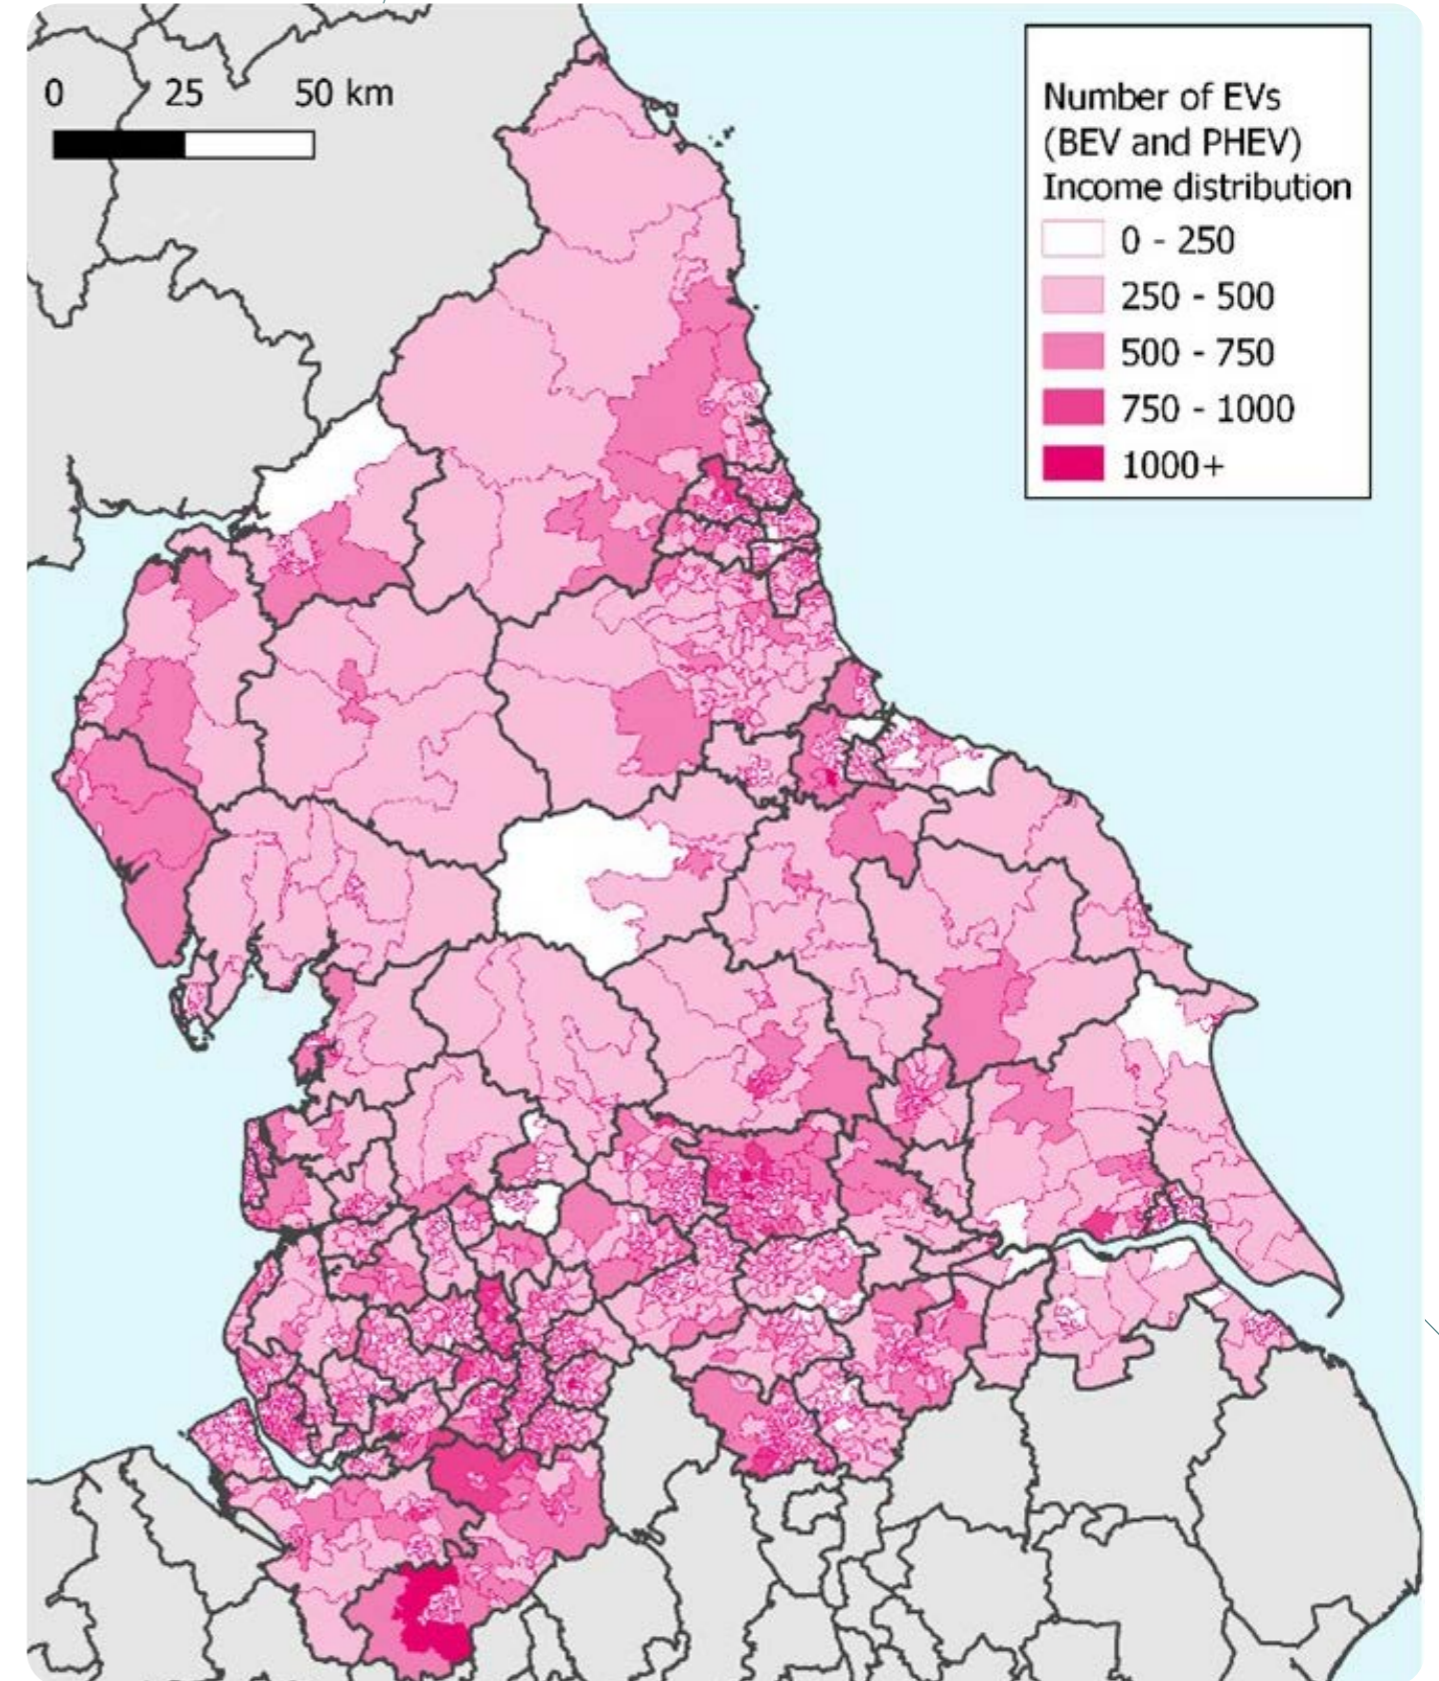 0 25 50 km
Number of EVs
(BEV and PHEV)
Income distribution
0 - 250
250 - 500
500 - 750
750 - 1000
1000+